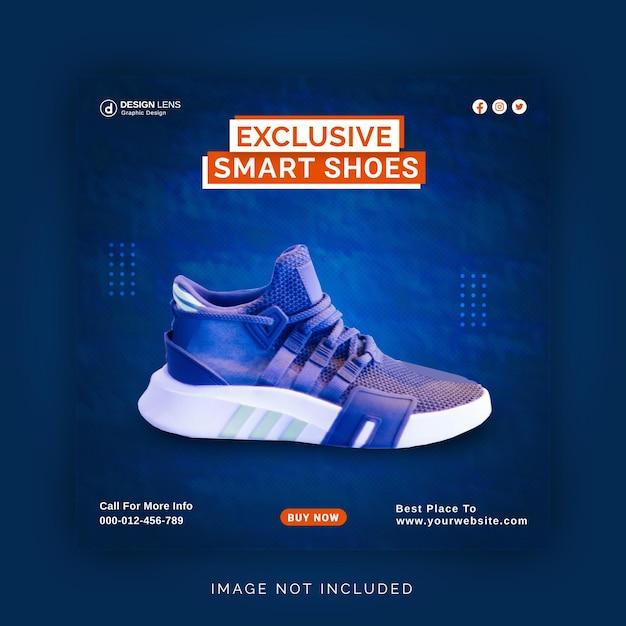 DESIGN LENS
Graphic Design
EXCLUSIVE
SMART SHOES
Call For More Info
000-012-456-789
BUY NOW
Best Place To
www.yourwebsite.com
IMAGE NOT INCLUDED